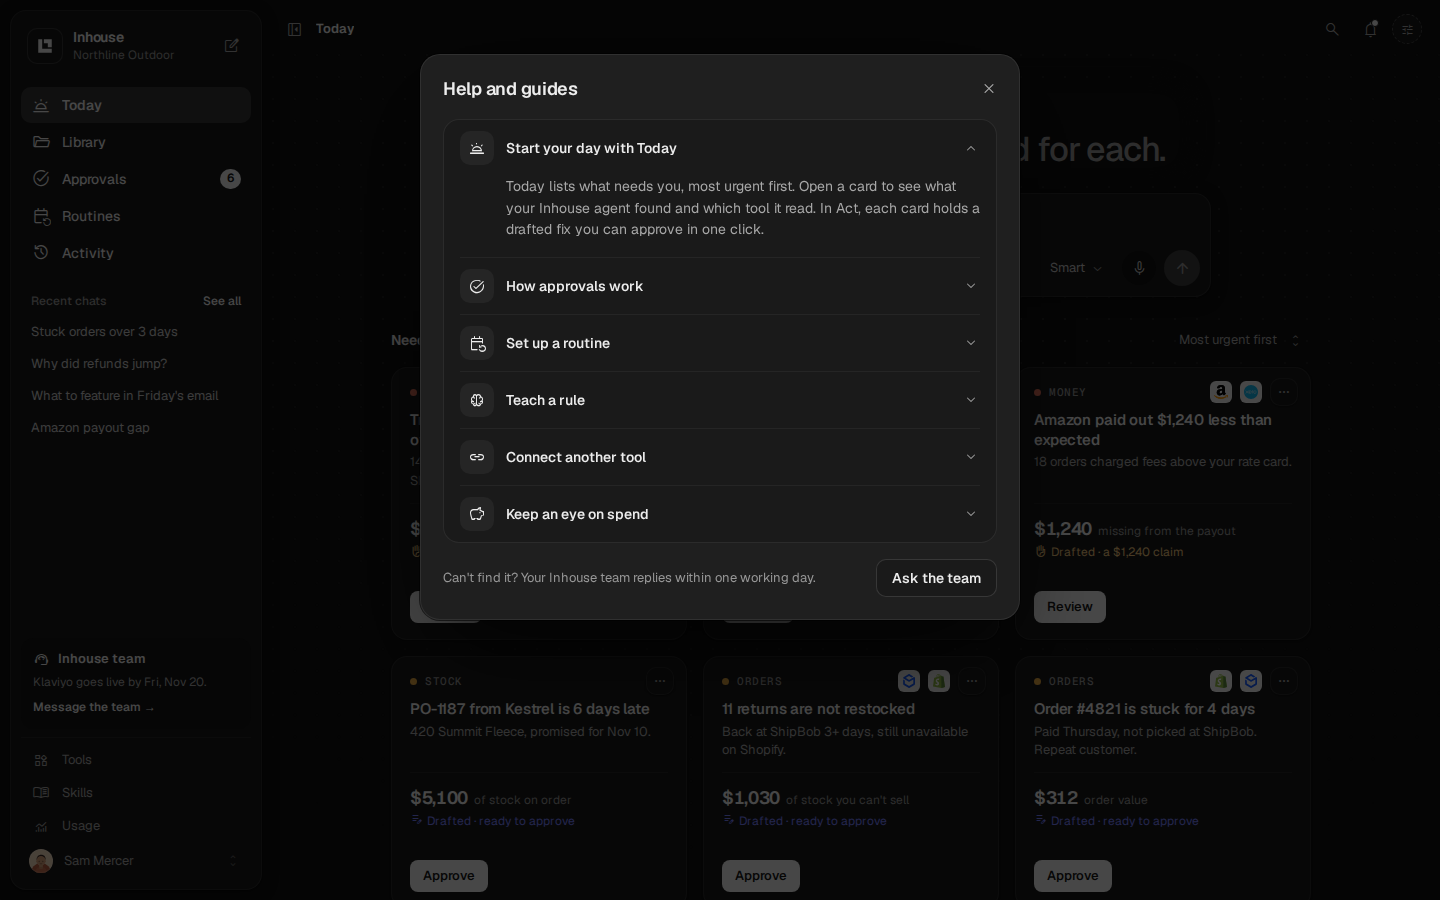 Inhouse
Northline Outdoor
Today
Library
Approvals
6
Routines
Activity
Recent chats
See all
Stuck orders over 3 days
Why did refunds jump?
What to feature in Friday's email
Amazon payout gap
Inhouse team
Klaviyo goes live by Fri, Nov 20.
Message the team →
Tools
Skills
Usage
Sam Mercer
Today
for each.
Smart
Most urgent first
Help and guides
Start your day with Today
Today lists what needs you, most urgent first. Open a card to see what
your Inhouse agent found and which tool it read. In Act, each card holds a
drafted fix you can approve in one click.
How approvals work
Set up a routine
Teach a rule
Connect another tool
Keep an eye on spend
Can't find it? Your Inhouse team replies within one working day.
Ask the team
MONEY
Amazon paid out $1,240 less than
expected
18 orders charged fees above your rate card.
$1,240 missing from the payout
Drafted · a $1,240 claim
Review
STOCK
PO-1187 from Kestrel is 6 days late
420 Summit Fleece, promised for Nov 10.
$5,100 of stock on order
Drafted · ready to approve
Approve
ORDERS
11 returns are not restocked
Back at ShipBob 3+ days, still unavailable
on Shopify.
$1,030 of stock you can't sell
Drafted · ready to approve
Approve
ORDERS
Order #4821 is stuck for 4 days
Paid Thursday, not picked at ShipBob.
Repeat customer.
$312 order value
Drafted · ready to approve
Approve